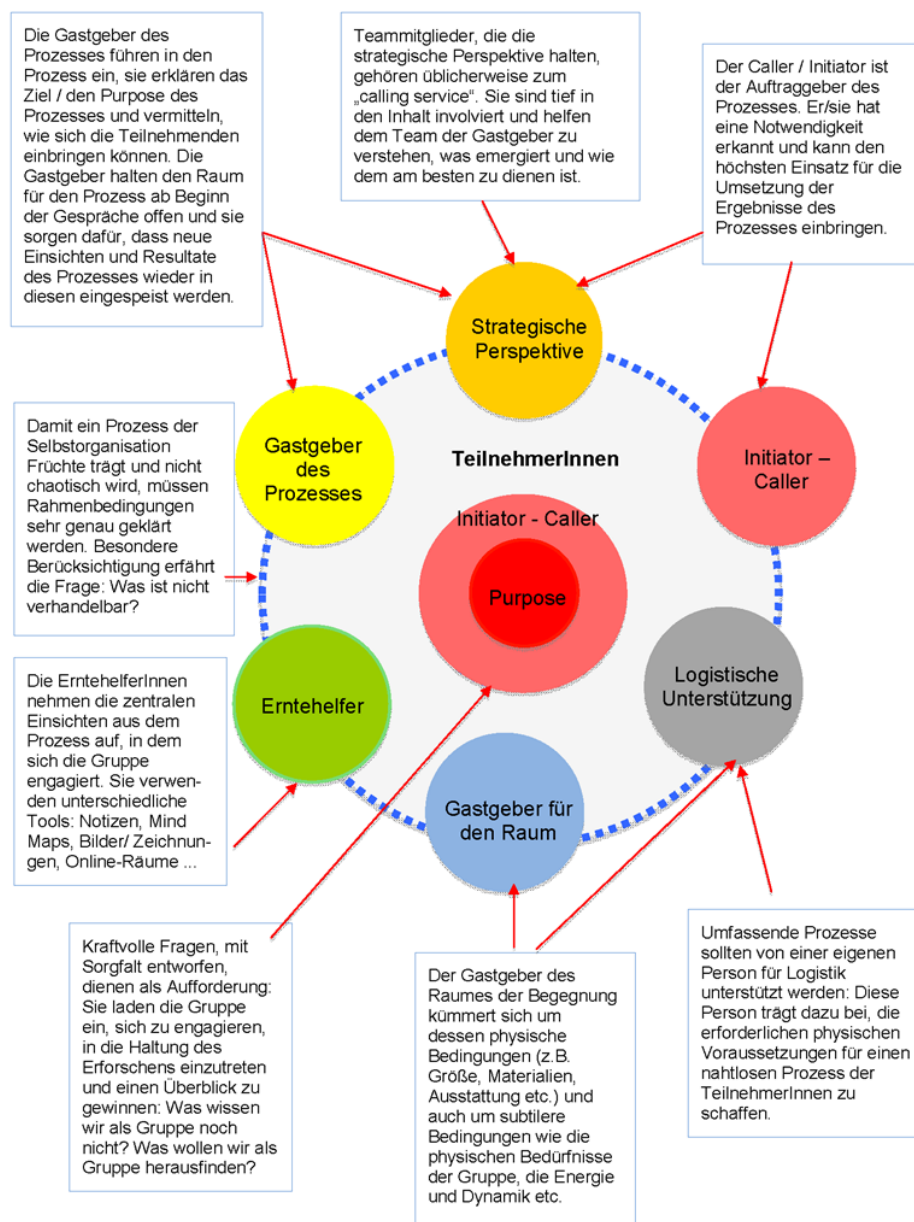 Die Gastgeber des
Prozesses führen in den
Prozess ein, sie erklären das
Ziel / den Purpose des
Prozesses und vermitteln,
wie sich die Teilnehmenden
einbringen können. Die
Gastgeber halten den Raum
für den Prozess ab Beginn
der Gespräche offen und sie
sorgen dafür, dass neue
Einsichten und Resultate
des Prozesses wieder in
diesen eingespeist werden.
Teammitglieder, die die
strategische Perspektive halten,
gehören üblicherweise zum
„calling service“. Sie sind tief in
den Inhalt involviert und helfen
dem Team der Gastgeber zu
verstehen, was emergiert und wie
dem am besten zu dienen ist.
Der Caller / Initiator ist
der Auftraggeber des
Prozesses. Er/sie hat
eine Notwendigkeit
erkannt und kann den
höchsten Einsatz für die
Umsetzung der
Ergebnisse des
Prozesses einbringen.
Strategische
Perspektive
Gastgeber
des
Prozesses
TeilnehmerInnen
Initiator –
Caller
Damit ein Prozess der
Selbstorganisation
Früchte trägt und nicht
chaotisch wird, müssen
Rahmenbedingungen
sehr genau geklärt
werden. Besondere
Berücksichtigung erfährt
die Frage: Was ist nicht
verhandelbar?
Initiator - Caller
Purpose
Logistische
Unterstützung
Erntehelfer
Gastgeber für
den Raum
Die ErntehelferInnen
nehmen die zentralen
Einsichten aus dem
Prozess auf, in dem
sich die Gruppe
engagiert. Sie verwen-
den unterschiedliche
Tools: Notizen, Mind
Maps, Bilder/ Zeichnun-
gen, Online-Räume ...
Kraftvolle Fragen, mit
Sorgfalt entworfen,
dienen als Aufforderung:
Sie laden die Gruppe
ein, sich zu engagieren,
in die Haltung des
Erforschens einzutreten
und einen Überblick zu
gewinnen: Was wissen
wir als Gruppe noch
nicht? Was wollen wir als
Gruppe herausfinden?
Der Gastgeber des
Raumes der Begegnung
kümmert sich um
dessen physische
Bedingungen (z.B.
Größe, Materialien,
Ausstattung etc.) und
auch um subtilere
Bedingungen wie die
physischen Bedürfnisse
der Gruppe, die Energie
und Dynamik etc.
Umfassende Prozesse
sollten von einer eigenen
Person für Logistik
unterstützt werden: Diese
Person trägt dazu bei, die
erforderlichen physischen
Voraussetzungen für einen
nahtlosen Prozess der
TeilnehmerInnen zu
schaffen.